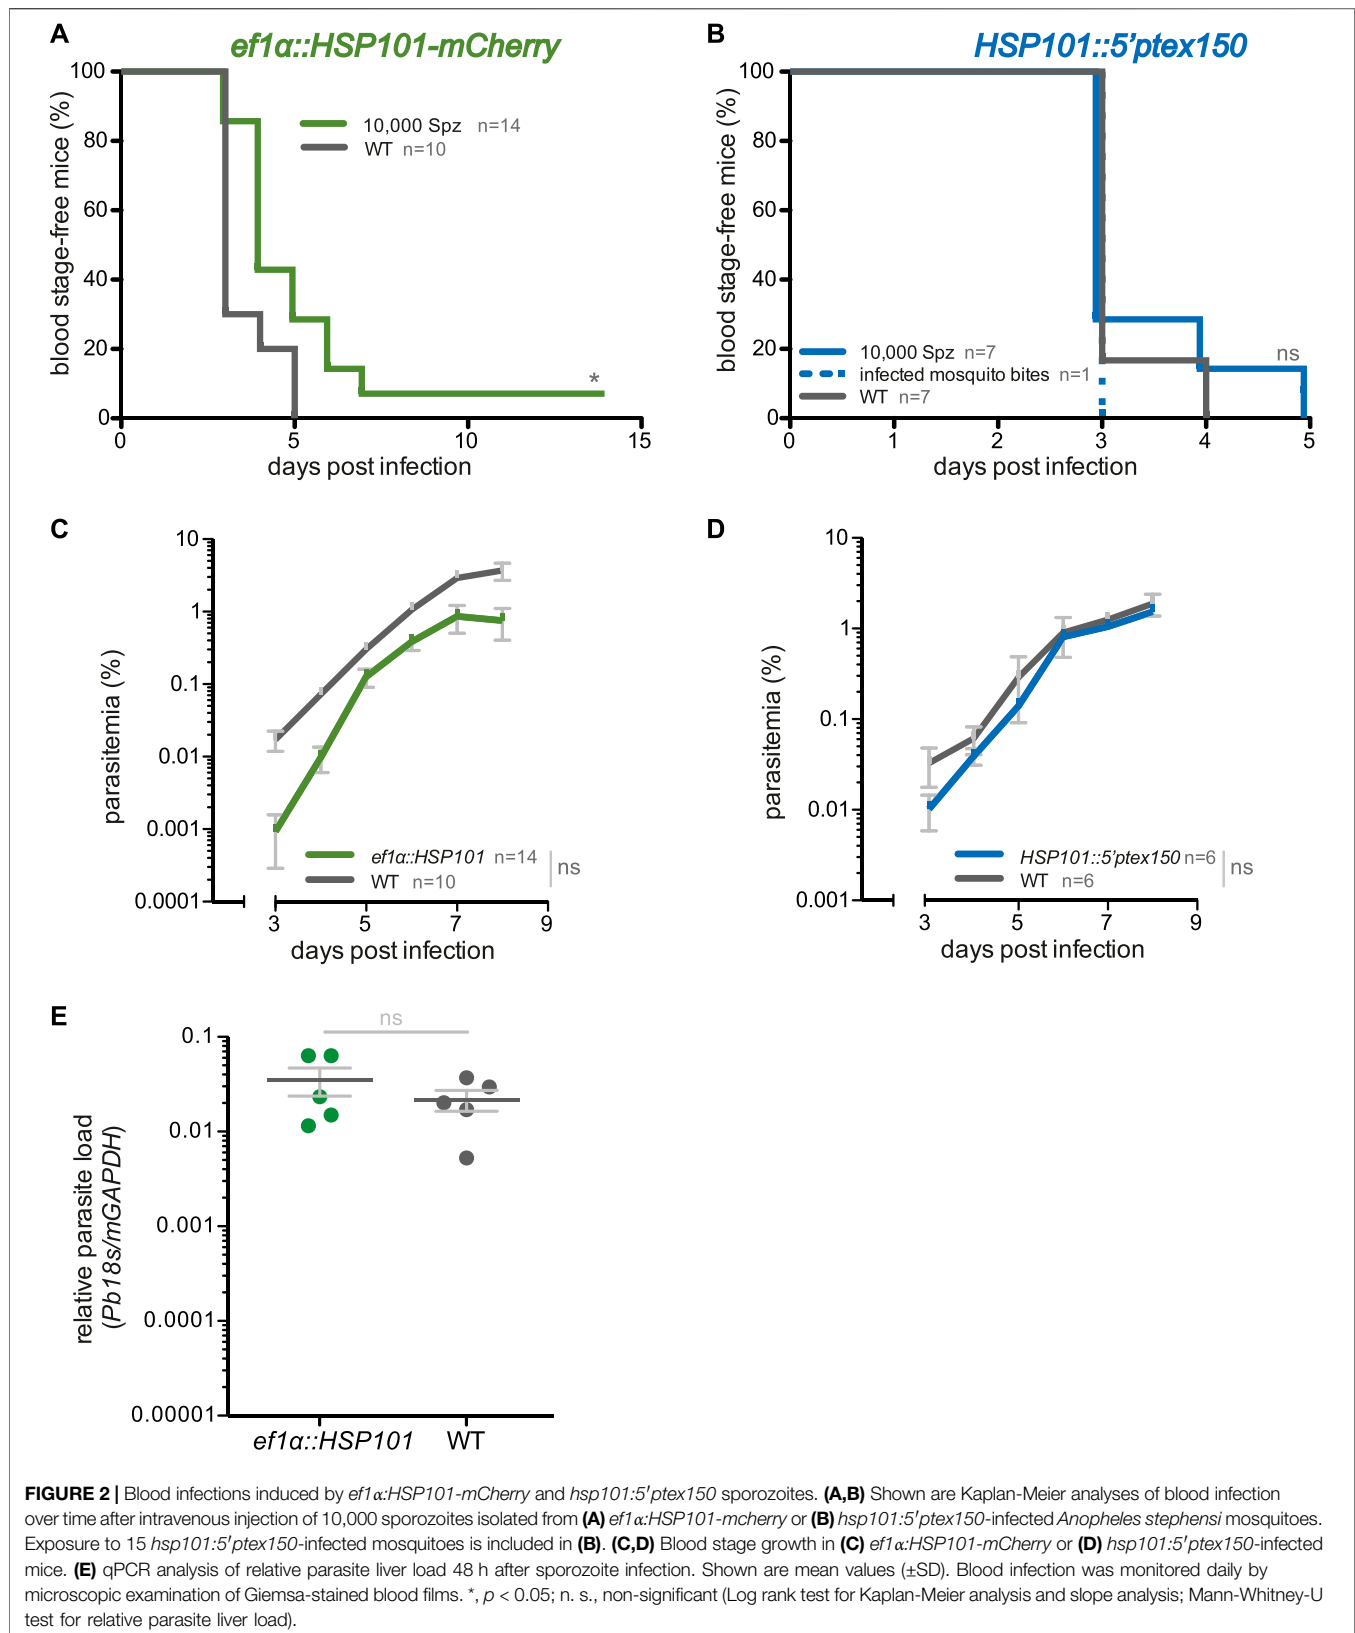 A
ef1α::HSP101-mCherry
blood stage-free mice (%)
100
80
60
40
20
0
10,000 Spz n=14
WT n=10
*
0 5 10 15
days post infection
B
HSP101::5'ptex150
blood stage-free mice (%)
100
80
60
40
20
0
10,000 Spz n=7
infected mosquito bites n=1
WT n=7
ns
0 1 2 3 4 5
days post infection
C
parasitemia (%)
10
1
0.1
0.01
0.001
0.0001
ef1α::HSP101 n=14
WT n=10
ns
3 5 7 9
days post infection
D
parasitemia (%)
10
1
0.1
0.01
0.001
HSP101::5'ptex150 n=6
WT n=6
ns
3 5 7 9
days post infection
E
relative parasite load
(Pb18s/mGAPDH)
0.1
0.01
0.001
0.0001
0.00001
ns
ef1α::HSP101 WT
FIGURE 2 | Blood infections induced by ef1α:HSP101-mCherry and hsp101:5′ptex150 sporozoites. (A,B) Shown are Kaplan-Meier analyses of blood infection
over time after intravenous injection of 10,000 sporozoites isolated from (A) ef1α:HSP101-mcherry or (B) hsp101:5′ptex150-infected Anopheles stephensi mosquitoes.
Exposure to 15 hsp101:5′ptex150-infected mosquitoes is included in (B). (C,D) Blood stage growth in (C) ef1α:HSP101-mCherry or (D) hsp101:5′ptex150-infected
mice. (E) qPCR analysis of relative parasite liver load 48 h after sporozoite infection. Shown are mean values (±SD). Blood infection was monitored daily by
microscopic examination of Giemsa-stained blood films. *, p < 0.05; n. s., non-significant (Log rank test for Kaplan-Meier analysis and slope analysis; Mann-Whitney-U
test for relative parasite liver load).